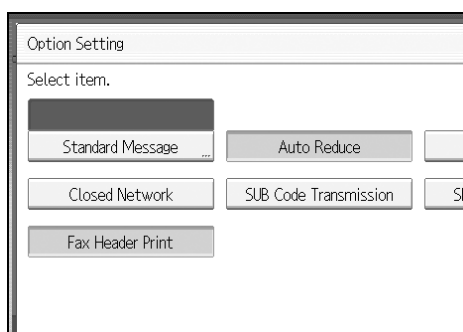 Option Setting
Select item.
Standard Message ...
Auto Reduce
Closed Network
SUB Code Transmission
Fax Header Print